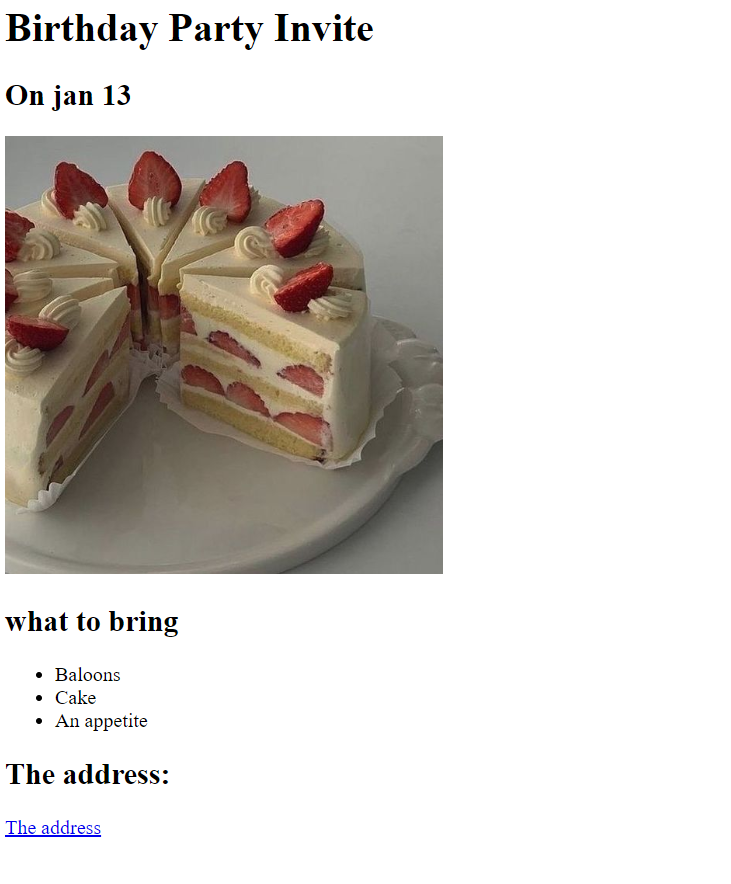 Birthday Party Invite
On jan 13
what to bring
Baloons
Cake
An appetite
The address:
The address